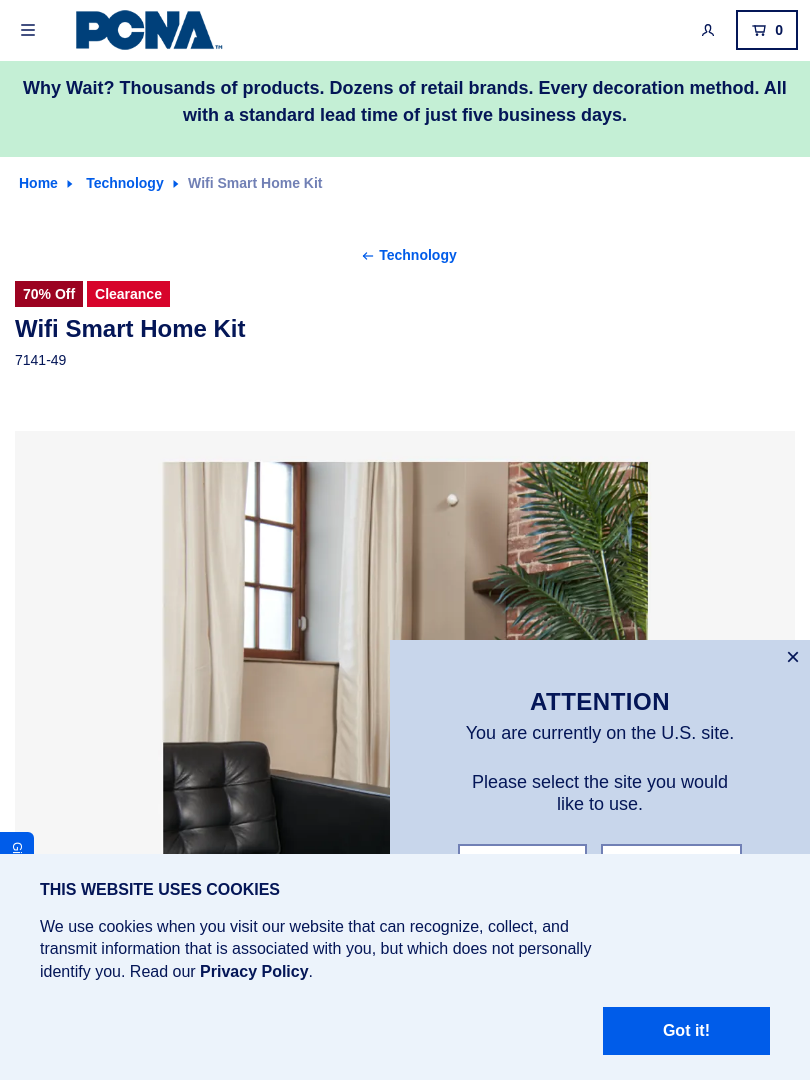 PCNA™
0
Why Wait? Thousands of products. Dozens of retail brands. Every decoration method. All
with a standard lead time of just five business days.
Home Technology Wifi Smart Home Kit
Technology
70% Off Clearance
Wifi Smart Home Kit
7141-49
ATTENTION
You are currently on the U.S. site.
Please select the site you would
like to use.
THIS WEBSITE USES COOKIES
We use cookies when you visit our website that can recognize, collect, and
transmit information that is associated with you, but which does not personally
identify you. Read our Privacy Policy.
Got it!